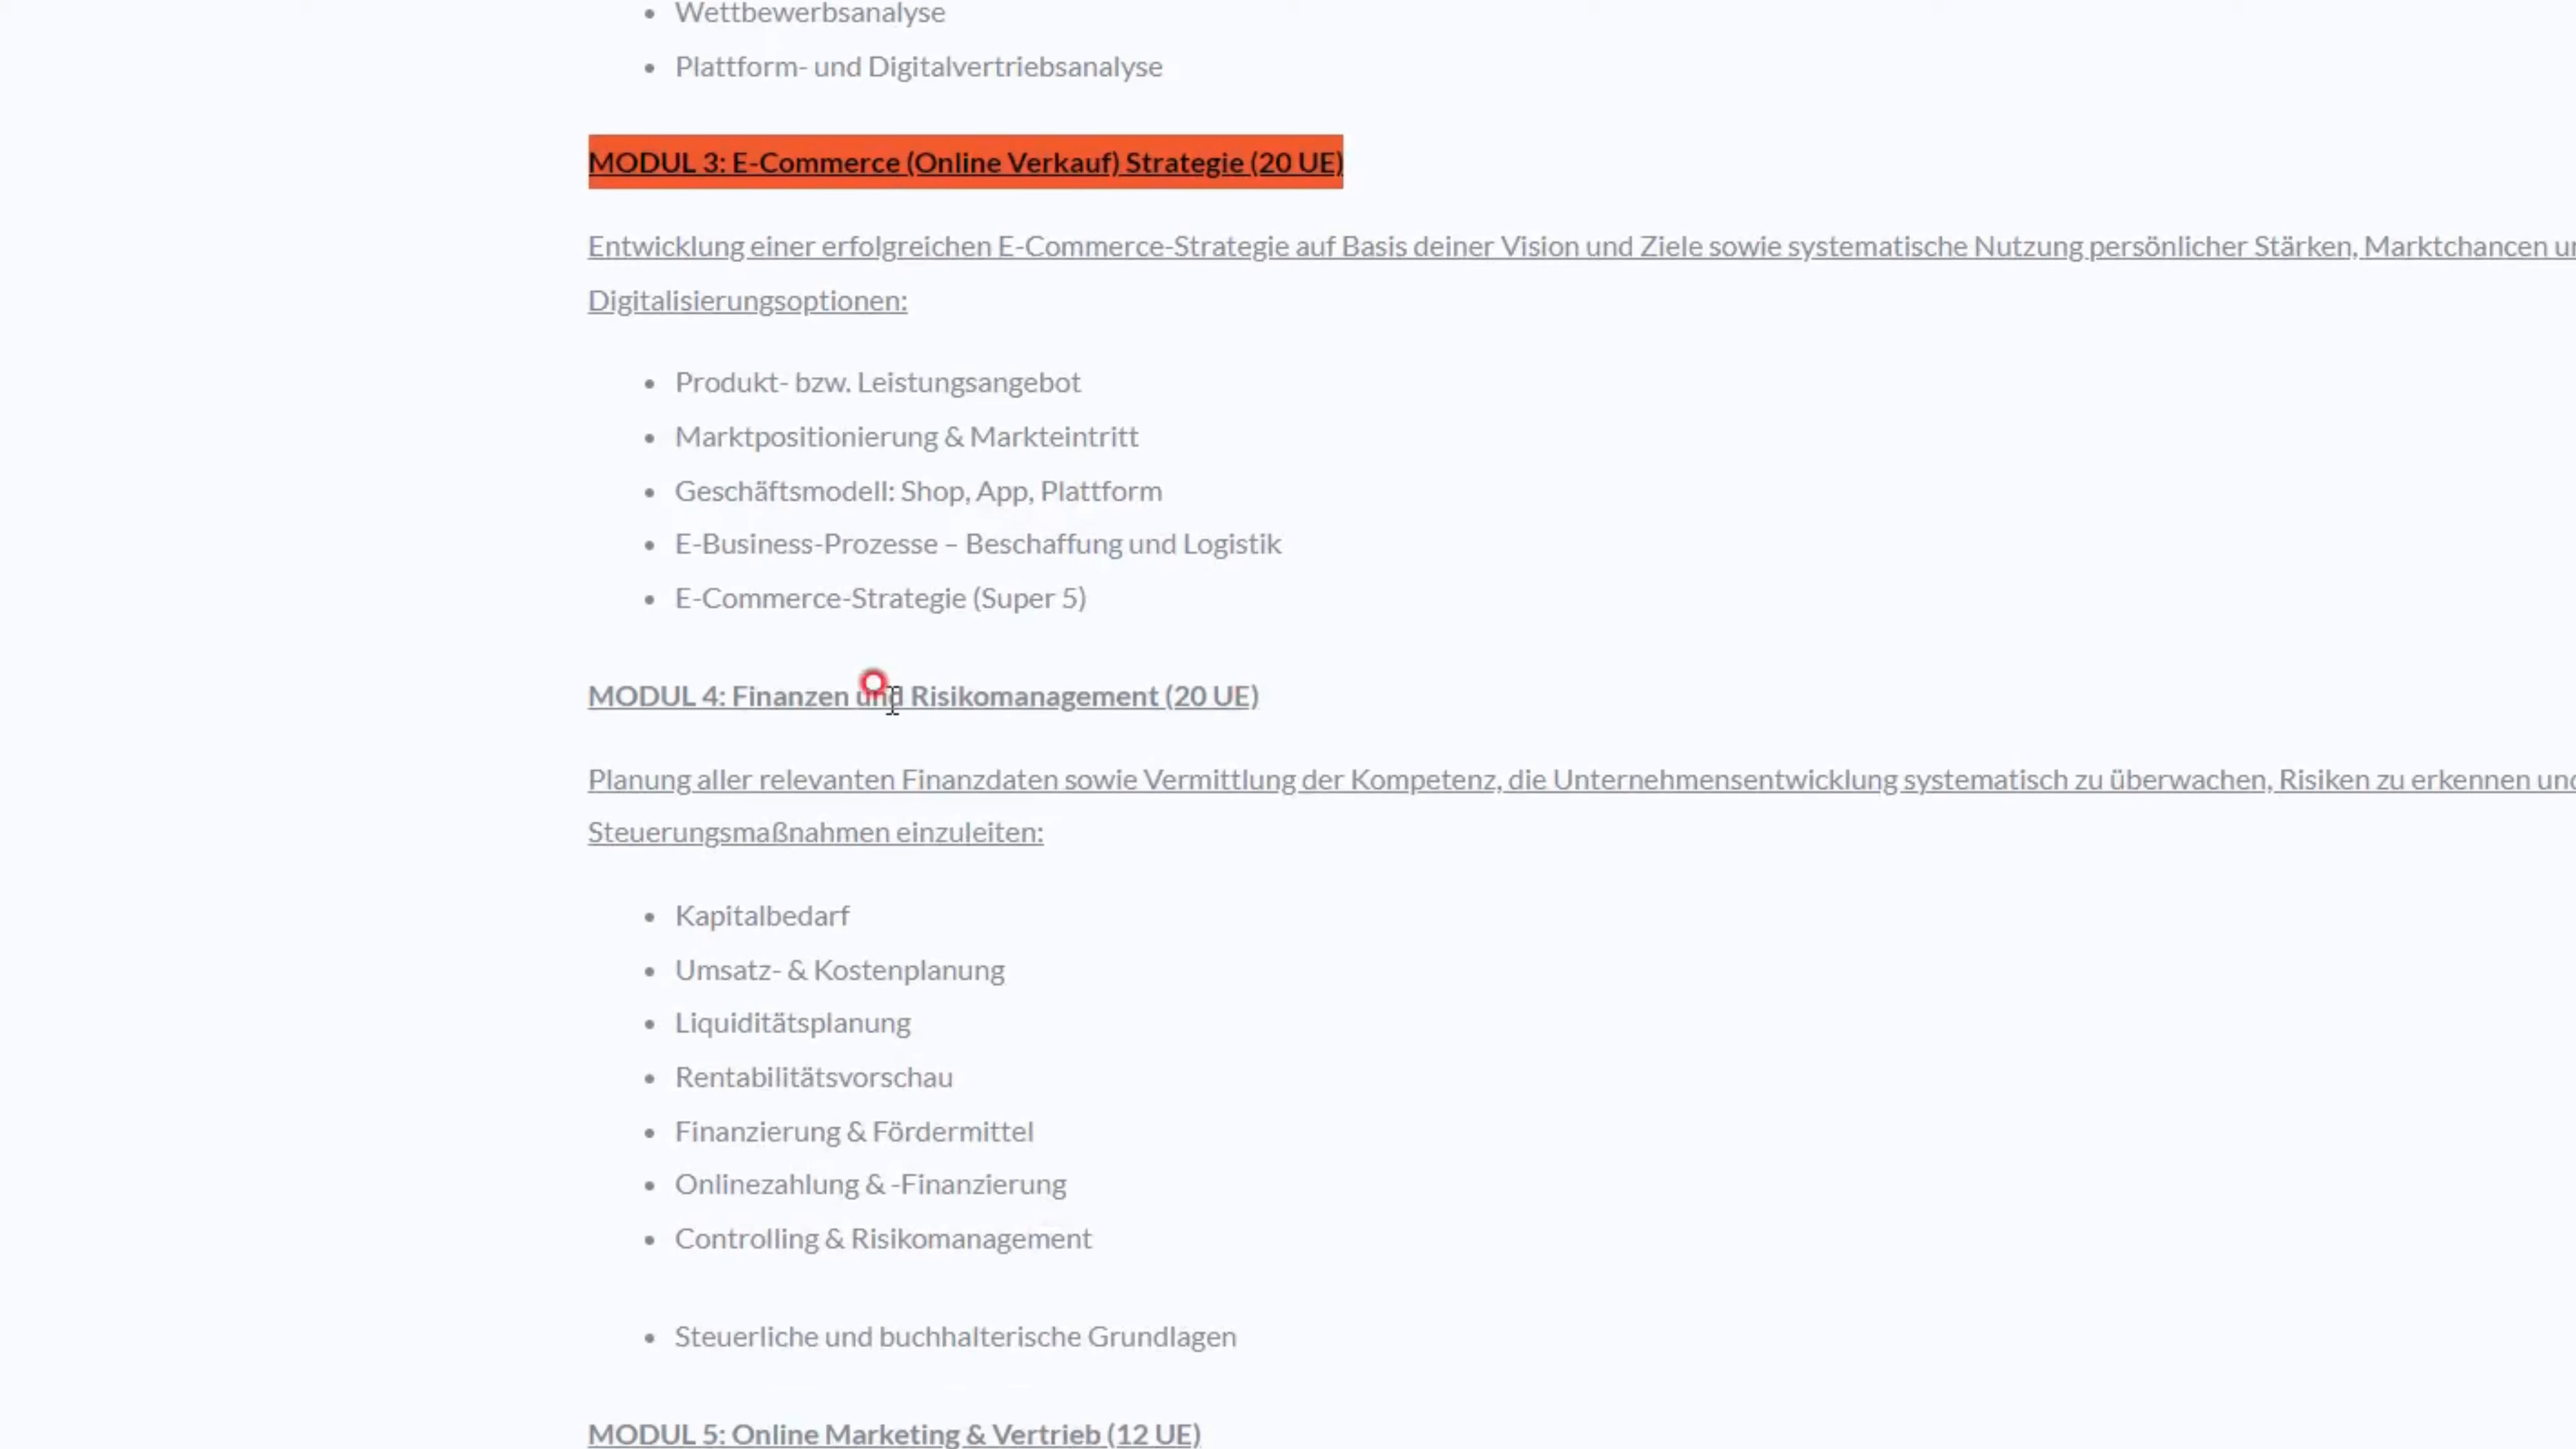 Wettbewerbsanalyse
Plattform- und Digitalvertriebsanalyse
MODUL 3: E-Commerce (Online Verkauf) Strategie (20 UE)
Entwicklung einer erfolgreichen E-Commerce-Strategie auf Basis deiner Vision und Ziele sowie systematische Nutzung persönlicher Stärken, Marktchancen
Digitalisierungsoptionen:
Produkt- bzw. Leistungsangebot
Marktpositionierung & Markteintritt
Geschäftsmodell: Shop, App, Plattform
E-Business-Prozesse – Beschaffung und Logistik
E-Commerce-Strategie (Super 5)
MODUL 4: Finanzen und Risikomanagement (20 UE)
Planung aller relevanten Finanzdaten sowie Vermittlung der Kompetenz, die Unternehmensentwicklung systematisch zu überwachen, Risiken zu erkennen
Steuerungsmaßnahmen einzuleiten:
Kapitalbedarf
Umsatz- & Kostenplanung
Liquiditätsplanung
Rentabilitätsvorschau
Finanzierung & Fördermittel
Onlinezahlung & -Finanzierung
Controlling & Risikomanagement
Steuerliche und buchhalterische Grundlagen
MODUL 5: Online Marketing & Vertrieb (12 UE)